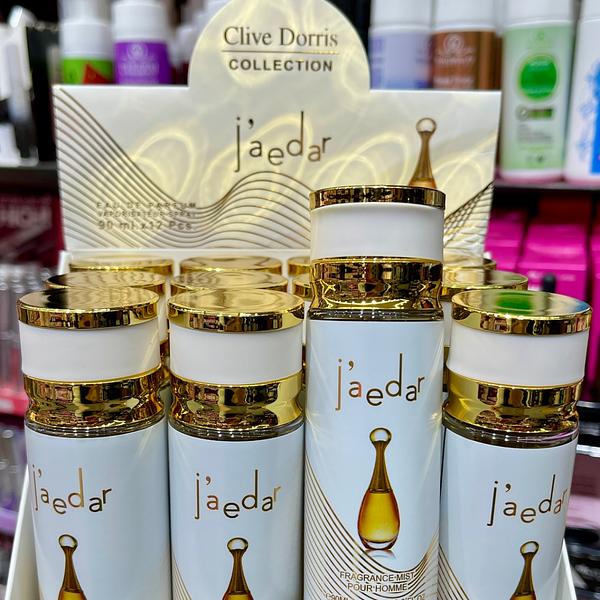 Clive Dorris
COLLECTION
j'aedar
EAU DE PARFUM
VAPORISATEUR SPRAY
90 ml x 12 Pcs
j'aedar
FRAGRANCE MIST
POUR HOMME
j'aedar
j'aedar
j'aedar